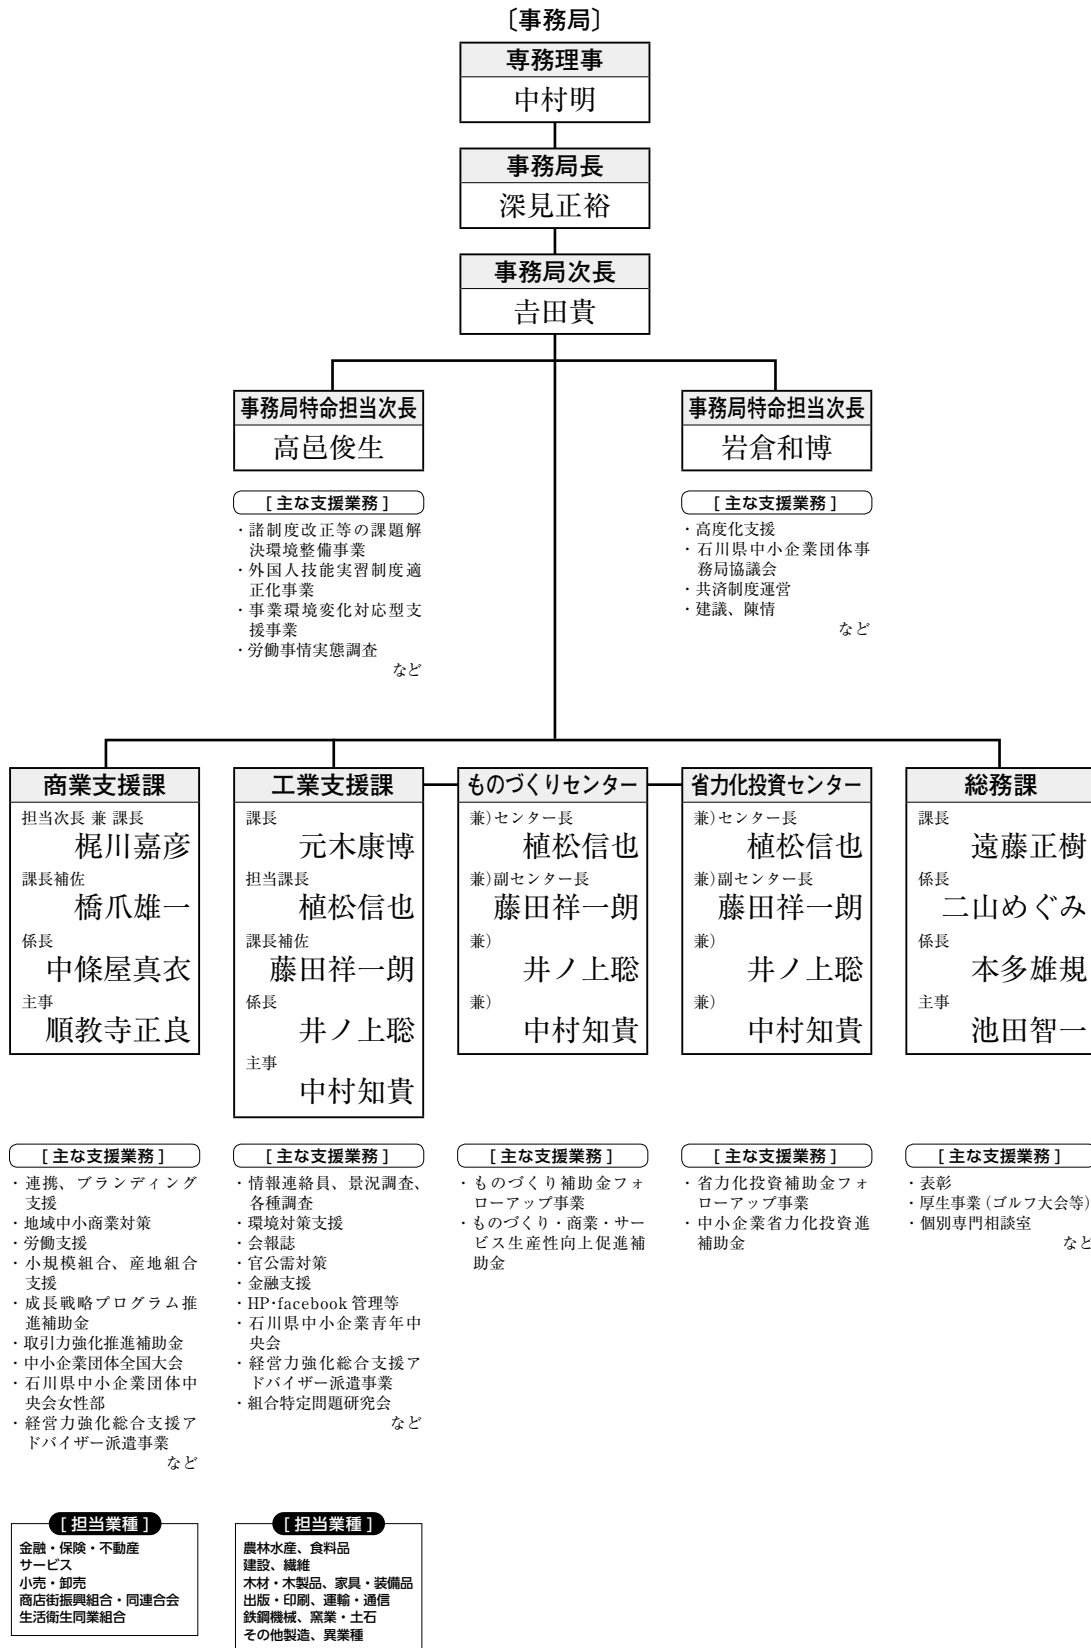 〔事務局〕
専務理事
中村明
事務局長
深見正裕
事務局次長
𠮷田貴
事務局特命担当次長
高邑俊生
[ 主な支援業務 ]
・諸制度改正等の課題解
決環境整備事業
・外国人技能実習制度適
正化事業
・事業環境変化対応型支
援事業
・労働事情実態調査
など
事務局特命担当次長
岩倉和博
[ 主な支援業務 ]
・高度化支援
・石川県中小企業団体事
務局協議会
・共済制度運営
・建議、陳情
など
商業支援課
担当次長 兼 課長
梶川嘉彦
課長補佐
橋爪雄一
係長
中條屋真衣
主事
順教寺正良
[ 主な支援業務 ]
・連携、ブランディング
支援
・地域中小商業対策
・労働支援
・小規模組合、産地組合
支援
・成長戦略プログラム推
進補助金
・取引力強化推進補助金
・中小企業団体全国大会
・石川県中小企業団体中
央会女性部
・経営力強化総合支援ア
ドバイザー派遣事業
など
[ 担当業種 ]
金融・保険・不動産
サービス
小売・卸売
商店街振興組合・同連合会
生活衛生同業組合
工業支援課
課長
元木康博
担当課長
植松信也
課長補佐
藤田祥一朗
係長
井ノ上聡
主事
中村知貴
[ 主な支援業務 ]
・情報連絡員、景況調査、
各種調査
・環境対策支援
・会報誌
・官公需対策
・金融支援
・HP・facebook 管理等
・石川県中小企業青年中
央会
・経営力強化総合支援ア
ドバイザー派遣事業
・組合特定問題研究会
など
[ 担当業種 ]
農林水産、食料品
建設、繊維
木材・木製品、家具・装備品
出版・印刷、運輸・通信
鉄鋼機械、窯業・土石
その他製造、異業種
ものづくりセンター
兼)センター長
植松信也
兼)副センター長
藤田祥一朗
兼)
井ノ上聡
兼)
中村知貴
[ 主な支援業務 ]
・ものづくり補助金フォ
ローアップ事業
・ものづくり・商業・サー
ビス生産性向上促進補
助金
省力化投資センター
兼)センター長
植松信也
兼)副センター長
藤田祥一朗
兼)
井ノ上聡
兼)
中村知貴
[ 主な支援業務 ]
・省力化投資補助金フォ
ローアップ事業
・中小企業省力化投資進
補助金
総務課
課長
遠藤正樹
係長
二山めぐみ
係長
本多雄規
主事
池田智一
[ 主な支援業務 ]
・表彰
・厚生事業 (ゴルフ大会等)
・個別専門相談室
など